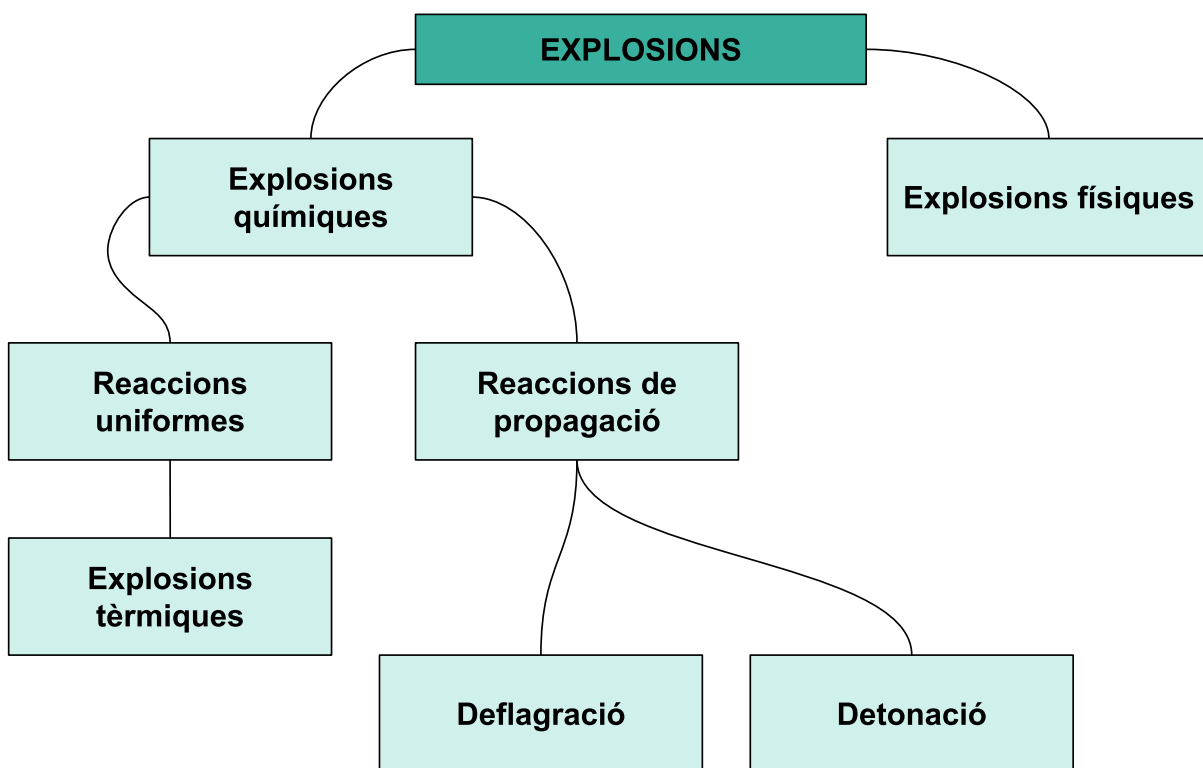 EXPLOSIONS
Explosions
químiques
Explosions físiques
Reaccions
uniformes
Reaccions de
propagació
Explosions
tèrmiques
Deflagració
Detonació